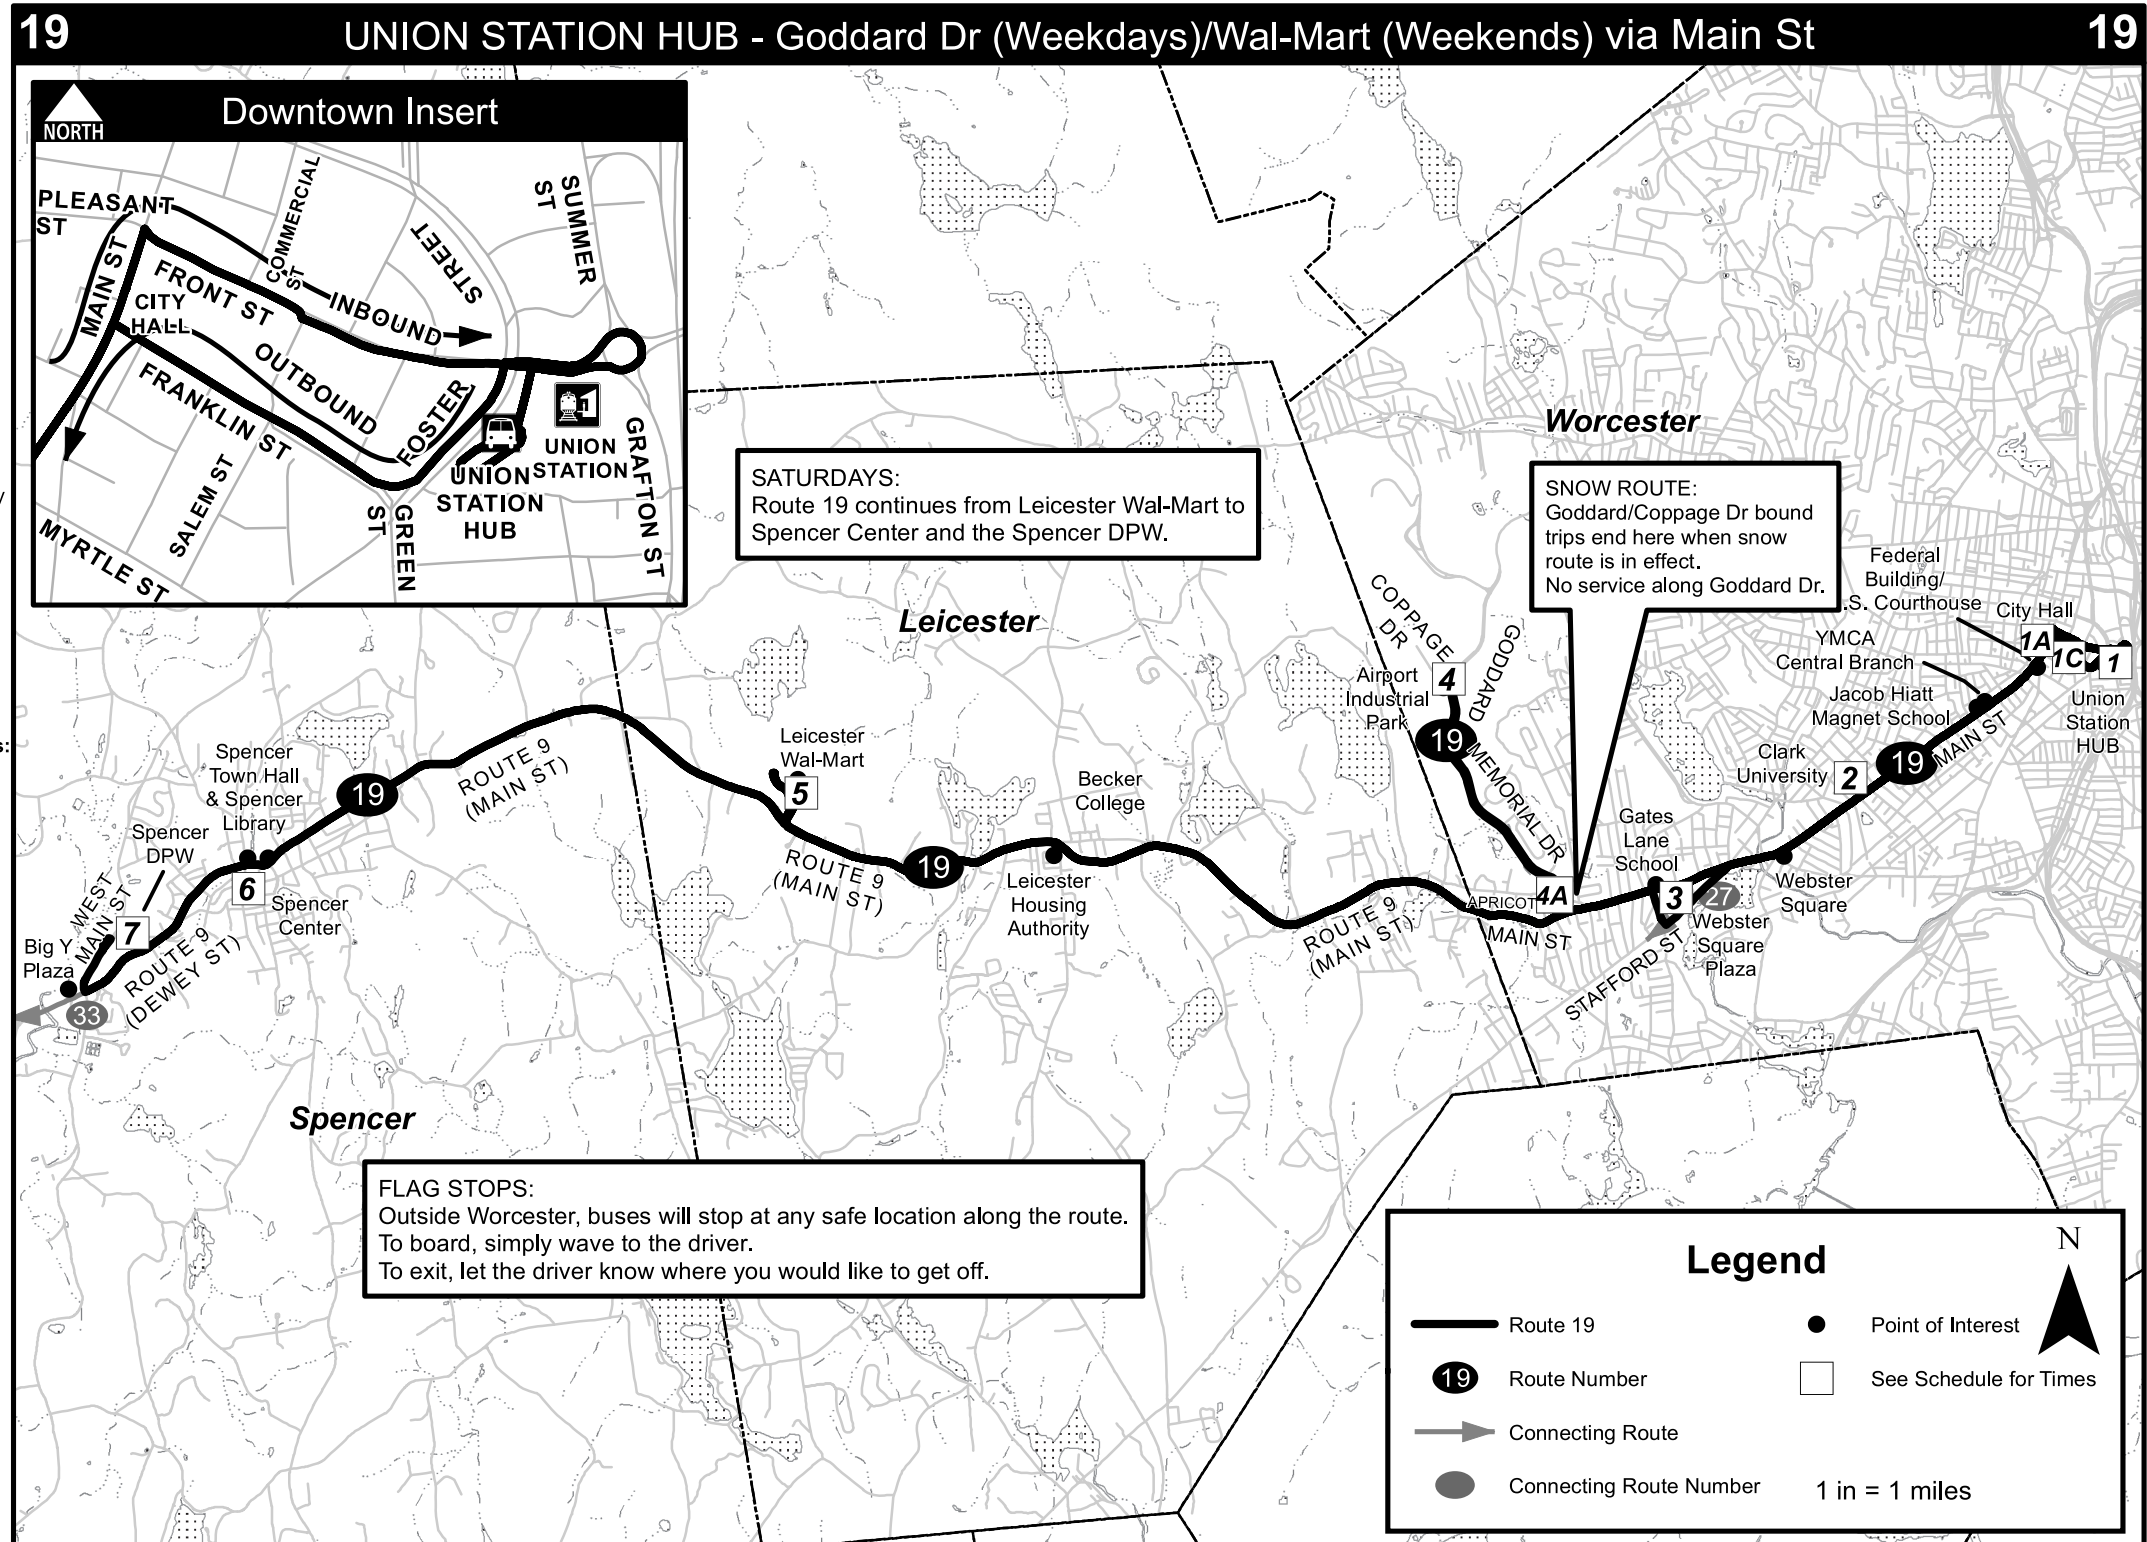 19
UNION STATION HUB - Goddard Dr (Weekdays)/Wal-Mart (Weekends) via Main St
19
NORTH
Downtown Insert
PLEASANT
ST
MAIN ST
CITY
HALL
FRONT ST
COMMERCIAL
ST
INBOUND
STREET
SUMMER
ST
OUTBOUND
FRANKLIN ST
FOSTER
UNION
STATION
UNION
STATION
HUB
GRAFTON ST
SALEM ST
ST
GREEN
MYRTLE ST
SATURDAYS:
Route 19 continues from Leicester Wal-Mart to
Spencer Center and the Spencer DPW.
Worcester
SNOW ROUTE:
Goddard/Coppage Dr bound
trips end here when snow
route is in effect.
No service along Goddard Dr.
Federal
Building/
.S. Courthouse
City Hall
1A
1C
1
Union
Station
HUB
YMCA
Central Branch
Jacob Hiatt
Magnet School
MAIN ST
19
Clark
University
2
Webster
Square
27
Webster
Square
Plaza
Gates
Lane
School
3
STAFFORD ST
COPPAGE
DR
4
GODDARD
Airport
Industrial
Park
19
MEMORIAL DR
4A
APRICOT
MAIN ST
ROUTE 9
(MAIN ST)
Leicester
Becker
College
Leicester
Housing
Authority
19
Leicester
Wal-Mart
5
ROUTE 9
(MAIN ST)
ROUTE 9
(MAIN ST)
19
Spencer
Town Hall
& Spencer
Library
6
Spencer
Center
Spencer
DPW
7
WEST
MAIN ST
ROUTE 9
(DEWEY ST)
Big Y
Plaza
33
s:
Spencer
FLAG STOPS:
Outside Worcester, buses will stop at any safe location along the route.
To board, simply wave to the driver.
To exit, let the driver know where you would like to get off.
Legend
N
Route 19
Point of Interest
19
Route Number
See Schedule for Times
Connecting Route
Connecting Route Number
1 in = 1 miles